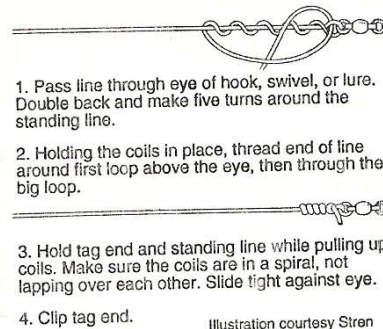 1. Pass line through eye of hook, swivel, or lure.
Double back and make five turns around the
standing line.
2. Holding the coils in place, thread end of line
around first loop above the eye, then through the
big loop.
3. Hold tag end and standing line while pulling up
coils. Make sure the coils are in a spiral, not
lapping over each other. Slide tight against eye.
4. Clip tag end.
Illustration courtesy Stren